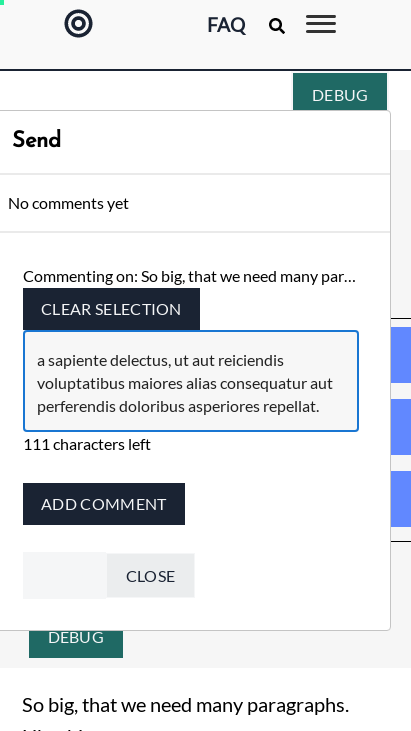 FAQ
DEBUG
Send
No comments yet
Commenting on: So big, that we need many par…
CLEAR SELECTION
a sapiente delectus, ut aut reiciendis
voluptatibus maiores alias consequatur aut
perferendis doloribus asperiores repellat.
111 characters left
ADD COMMENT
CLOSE
DEBUG
So big, that we need many paragraphs.